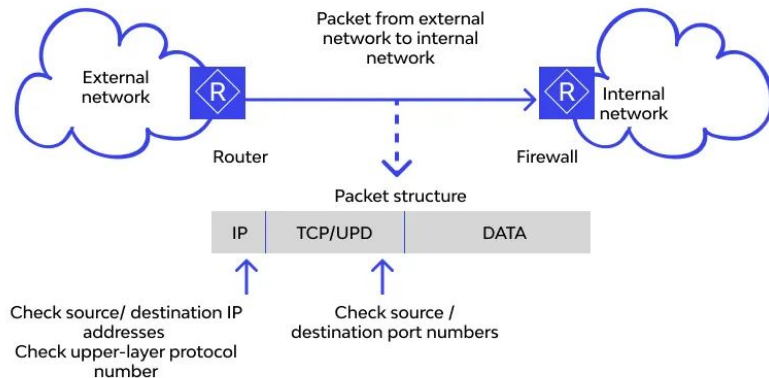 Packet from external
network to internal
network
External
network
R
R
Internal
network
Router
Firewall
Packet structure
IP
TCP/UPD
DATA
Check source/ destination IP
addresses
Check upper-layer protocol
number
Check source /
destination port numbers